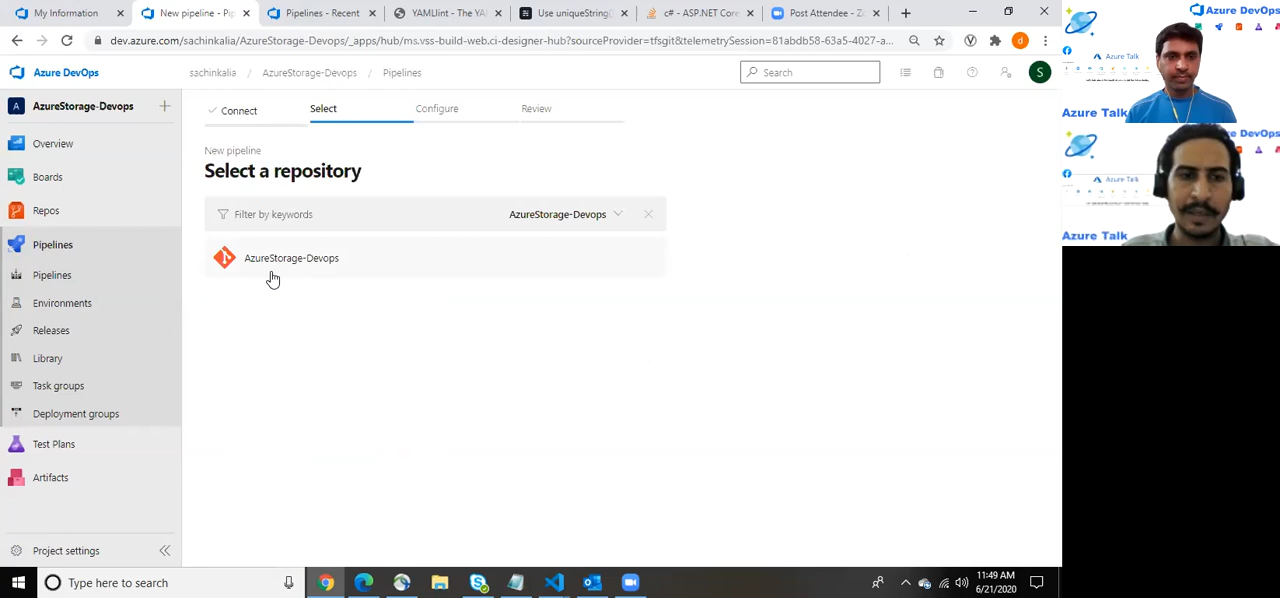 My Information
New pipeline - Pip
Pipelines - Recent
YAMLlint - The YA
Use uniqueString(
c# - ASP.NET Core
Post Attendee - Zo
dev.azure.com/sachinkalia/AzureStorage-Devops/_apps/hub/ms.vss-build-web.ci-designer-hub?sourceProvider=tfsgit&telemetrySession=81abdb58-63a5-4027-a...
d
Azure DevOps
sachinkalia / AzureStorage-Devops / Pipelines
Search
S
A AzureStorage-Devops
Overview
Boards
Repos
Pipelines
Pipelines
Environments
Releases
Library
Task groups
Deployment groups
Test Plans
Artifacts
Project settings
Connect
Select
Configure
Review
New pipeline
Select a repository
Filter by keywords
AzureStorage-Devops
AzureStorage-Devops
Azure DevOps
Azure Talk
Azure Talk
DevOps
Azure Talk
Azure Talk
Type here to search
11:49 AM
6/21/2020